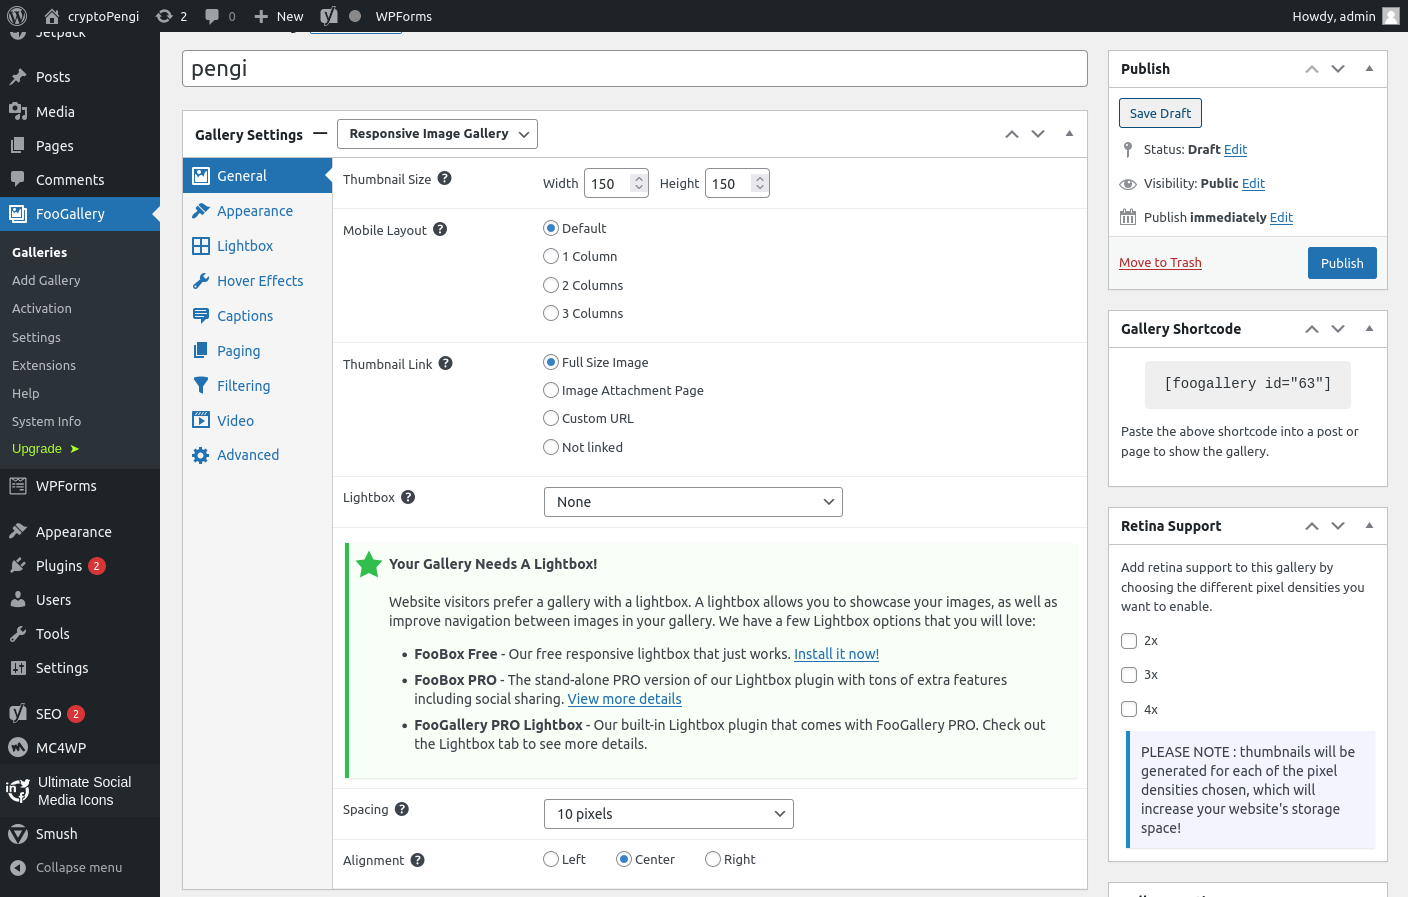 cryptoPengi
2
0
New
WPForms
Howdy, admin
Jetpack
Posts
Media
Pages
Comments
FooGallery
Galleries
Add Gallery
Activation
Settings
Extensions
Help
System Info
Upgrade ➤
WPForms
Appearance
Plugins 2
Users
Tools
Settings
SEO 2
MC4WP
Ultimate Social
Media Icons
Smush
Collapse menu
pengi
Gallery Settings — Responsive Image Gallery
General
Appearance
Lightbox
Hover Effects
Captions
Paging
Filtering
Video
Advanced
Thumbnail Size ? Width 150 Height 150
Mobile Layout ? Default
1 Column
2 Columns
3 Columns
Thumbnail Link ? Full Size Image
Image Attachment Page
Custom URL
Not linked
Lightbox ? None
Your Gallery Needs A Lightbox!
Website visitors prefer a gallery with a lightbox. A lightbox allows you to showcase your images, as well as
improve navigation between images in your gallery. We have a few Lightbox options that you will love:
• FooBox Free - Our free responsive lightbox that just works. Install it now!
• FooBox PRO - The stand-alone PRO version of our Lightbox plugin with tons of extra features
including social sharing. View more details
• FooGallery PRO Lightbox - Our built-in Lightbox plugin that comes with FooGallery PRO. Check out
the Lightbox tab to see more details.
Spacing ? 10 pixels
Alignment ? Left Center Right
Publish
Save Draft
Status: Draft Edit
Visibility: Public Edit
Publish immediately Edit
Move to Trash Publish
Gallery Shortcode
[foogallery id="63"]
Paste the above shortcode into a post or
page to show the gallery.
Retina Support
Add retina support to this gallery by
choosing the different pixel densities you
want to enable.
2x
3x
4x
PLEASE NOTE : thumbnails will be
generated for each of the pixel
densities chosen, which will
increase your website's storage
space!